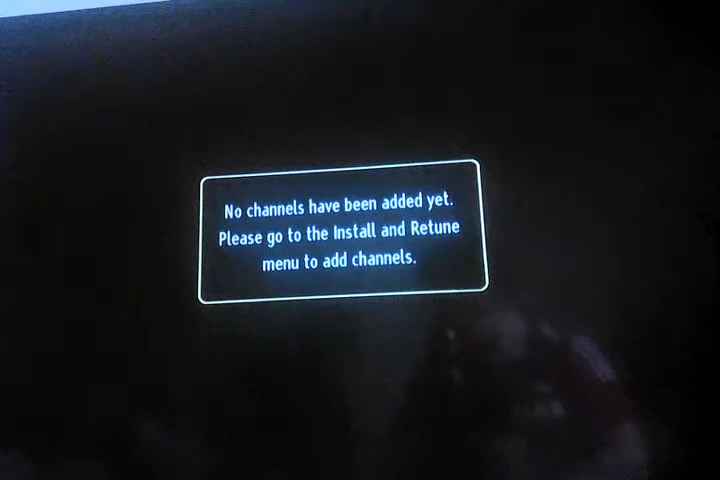 No channels have been added yet.
Please go to the Install and Retune
menu to add channels.